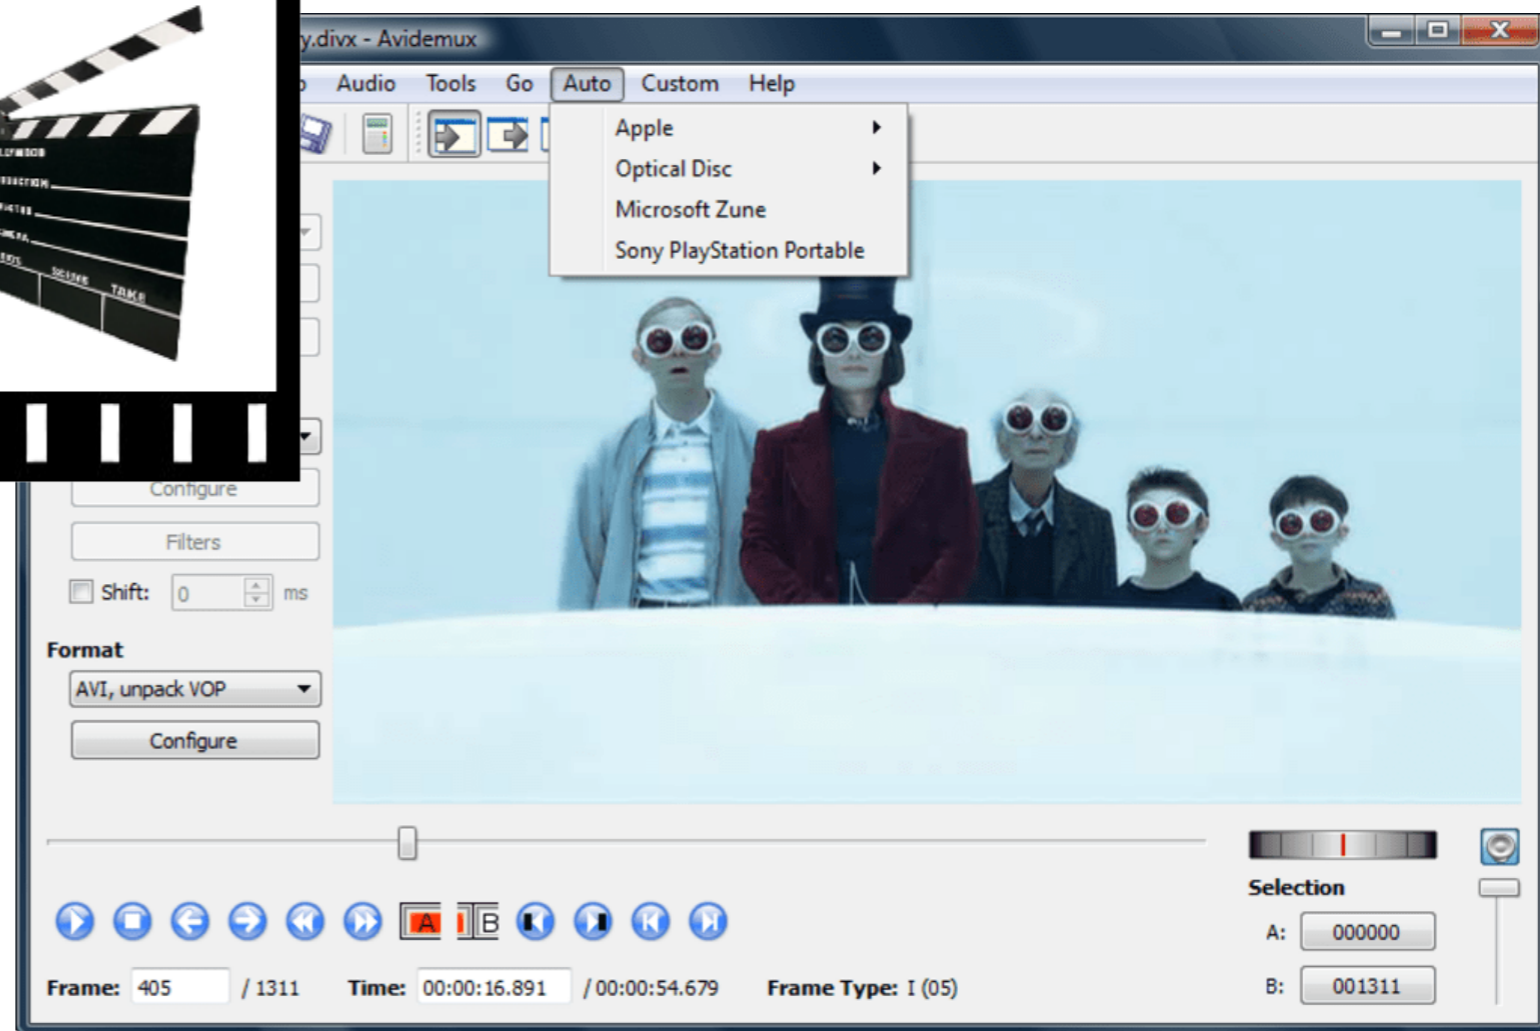 y.divx - Avidemux
Audio Tools Go Auto Custom Help
Apple
Optical Disc
Microsoft Zune
Sony PlayStation Portable
SCENE TAKE
Configure
Filters
Shift: 0 ms
Format
AVI, unpack VOP
Configure
Selection
A B
A: 000000
Frame: 405 / 1311 Time: 00:00:16.891 / 00:00:54.679 Frame Type: I (05)
B: 001311